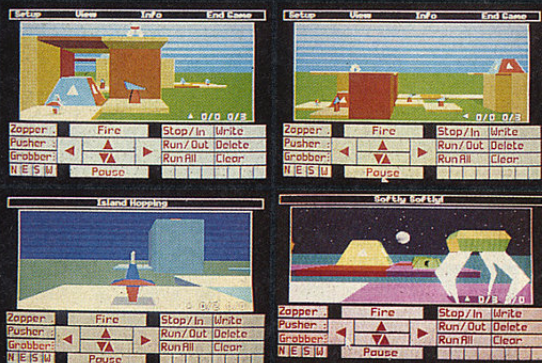 Setup View Info End Game
▲ 0/0 0/3
Zapper Fire Stop/In Write
Pusher Run/Out Delete
Grabber Run All Clear
N E S W Pause
Setup View Info End Game
◀ 0/0 0/3
Zapper Fire Stop/In Write
Pusher Run/Out Delete
Grabber Run All Clear
N E S W Pause
Island Hopping
Zapper Fire Stop/In Write
Pusher Run/Out Delete
Grabber Run All Clear
N E S W Pause
Softly Softly!
▲ 0/3 0/0
Zapper Fire Stop/In Write
Pusher Run/Out Delete
Grabber Run All Clear
N E S W Pause